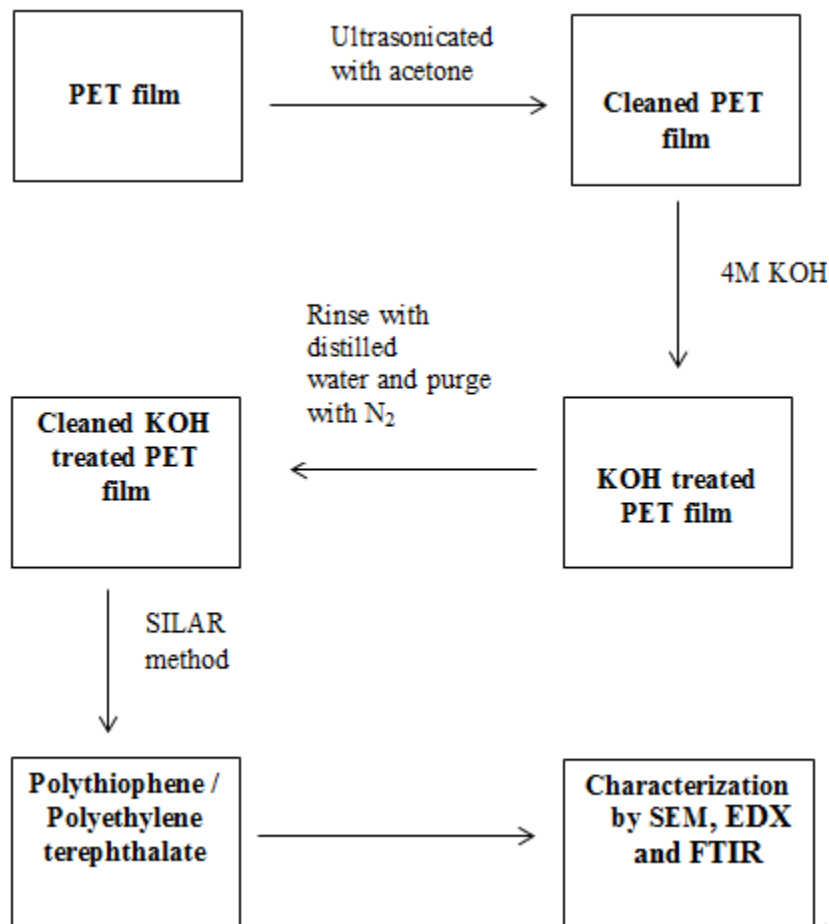 PET film
Ultrasonicated
with acetone
Cleaned PET
film
4M KOH
KOH treated
PET film
Rinse with
distilled
water and purge
with N₂
Cleaned KOH
treated PET
film
SILAR
method
Polythiophene /
Polyethylene
terephthalate
Characterization
by SEM, EDX
and FTIR